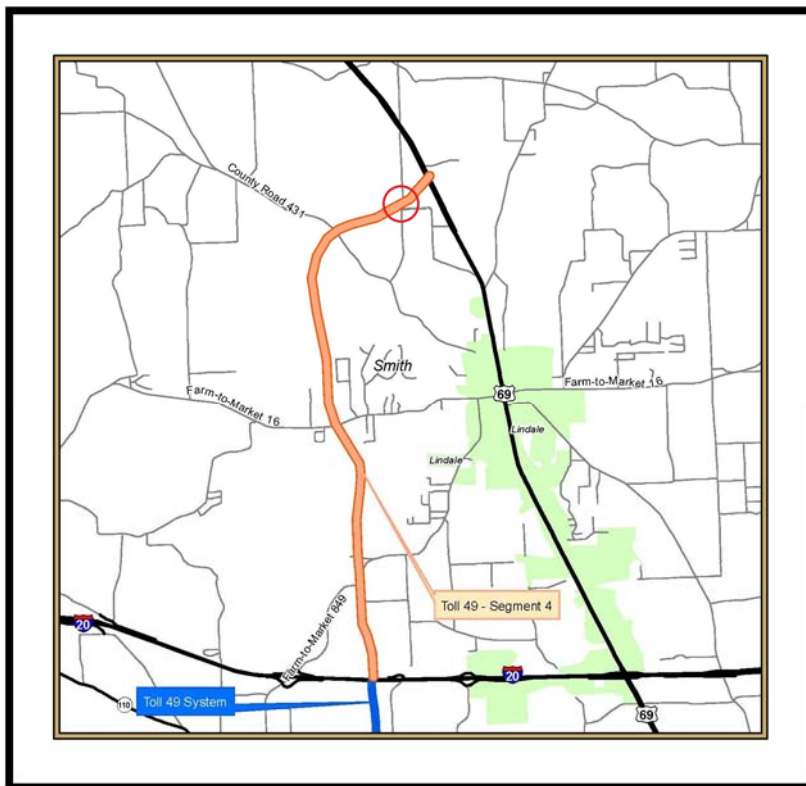 County Road 431
Smith
Farm-to-Market 16
69
Farm-to-Market 16
Lindale
Lindale
Toll 49 - Segment 4
Farm-to-Market 849
20
20
110
Toll 49 System
69